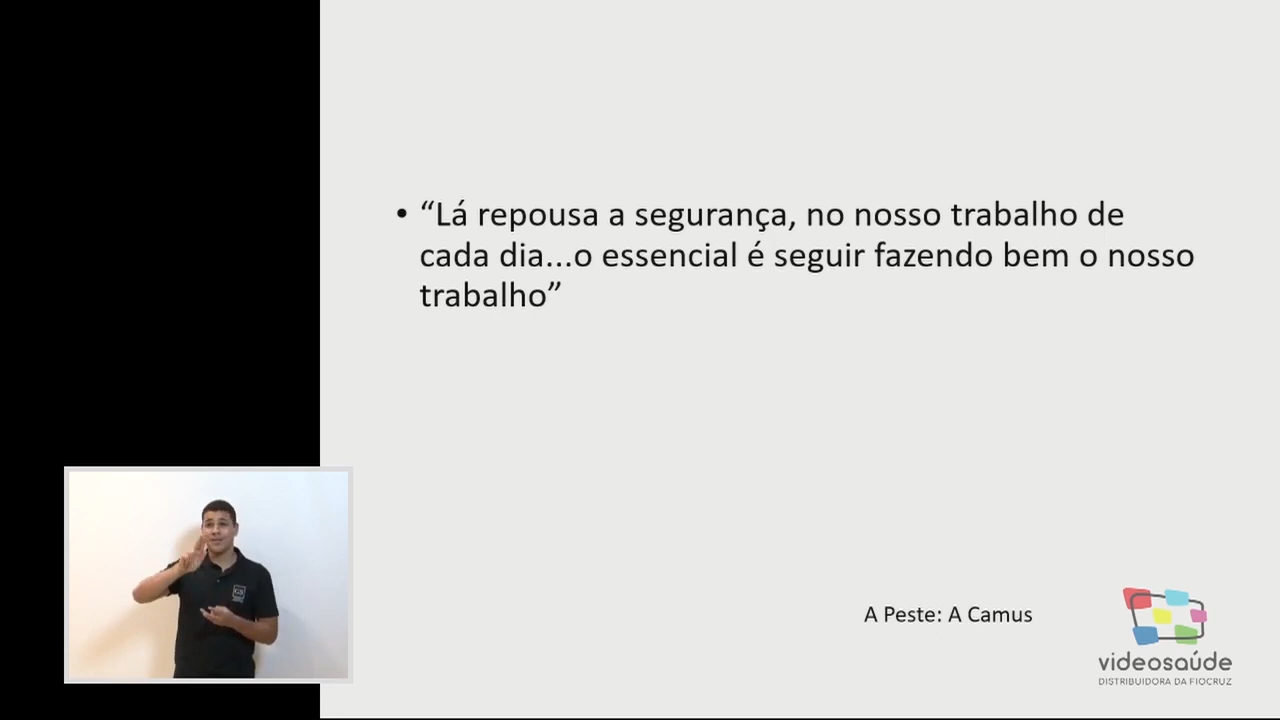 • “Lá repousa a segurança, no nosso trabalho de
cada dia...o essencial é seguir fazendo bem o nosso
trabalho”
A Peste: A Camus
videosaúde
DISTRIBUIDORA DA FIOCRUZ